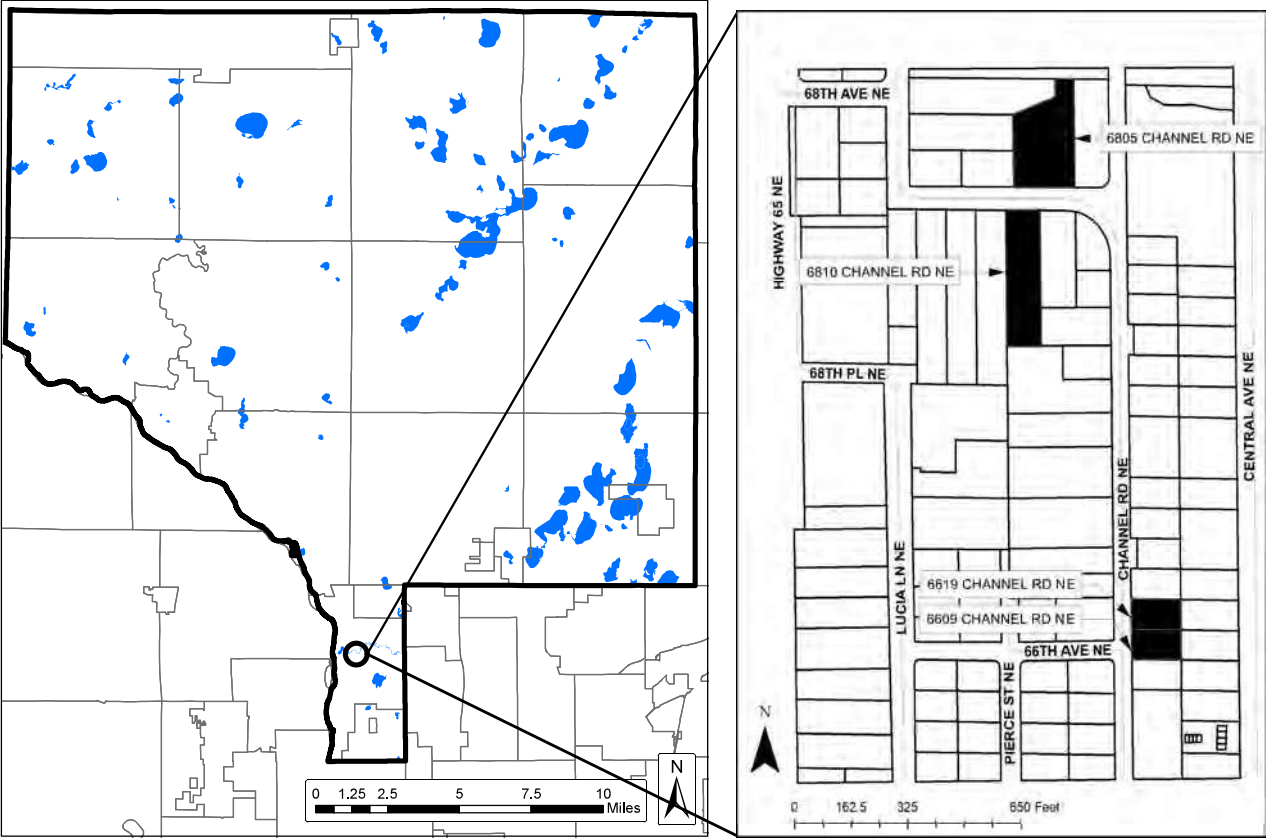 0 1.25 2.5 5 7.5 10
Miles
N
68TH AVE NE
6805 CHANNEL RD NE
HIGHWAY 65 NE
6810 CHANNEL RD NE
68TH PL NE
CENTRAL AVE NE
CHANNEL RD NE
LUCIA LN NE
6619 CHANNEL RD NE
6609 CHANNEL RD NE
66TH AVE NE
PIERCE ST NE
N
0 162.5 325 650 Feet